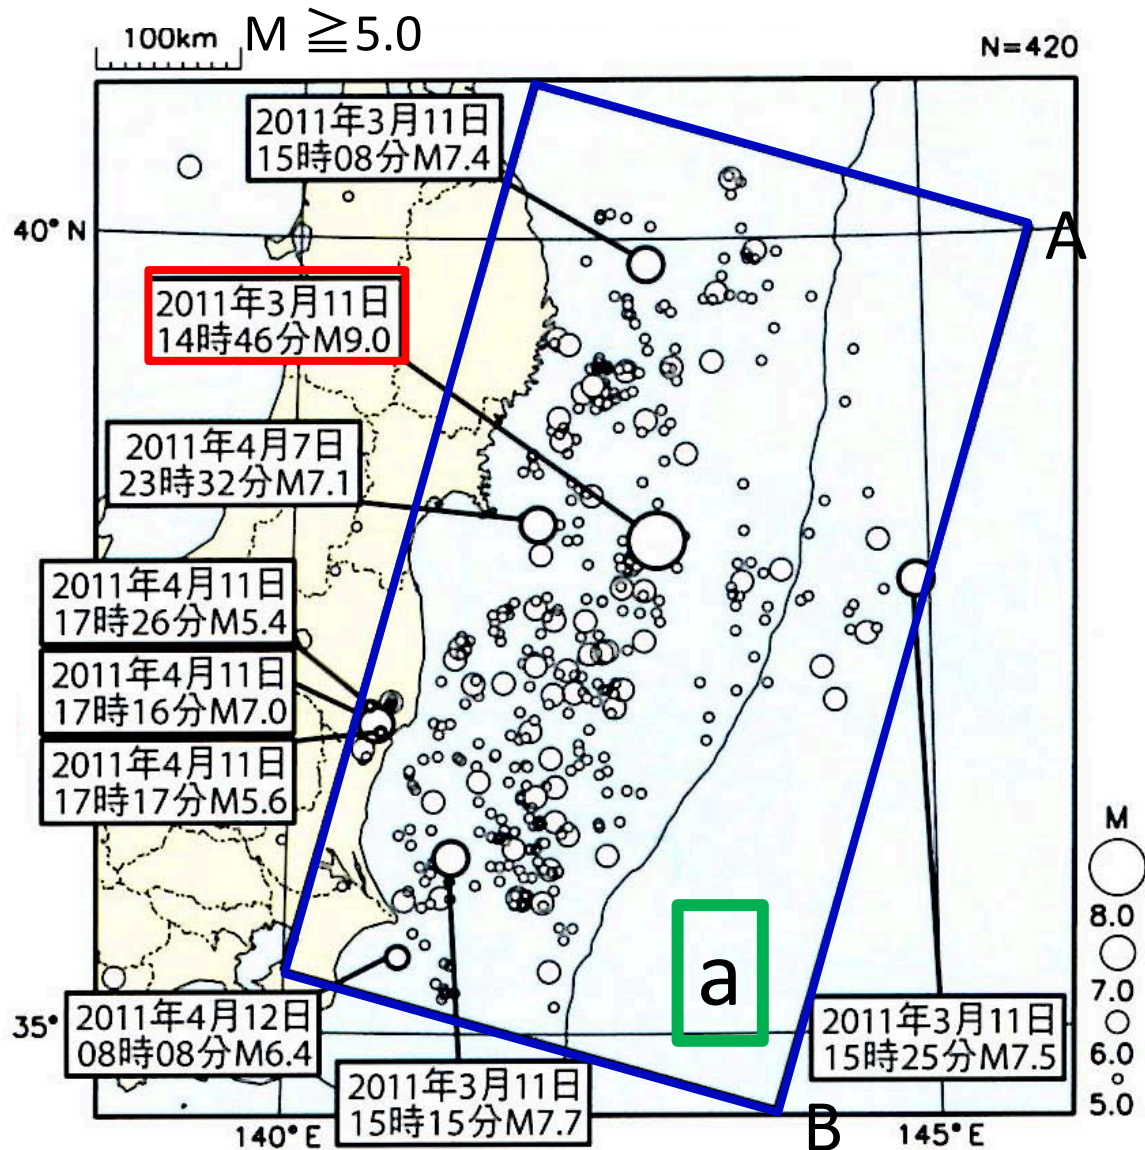 100km M ≧5.0
N=420
2011年3月11日
15時08分M7.4
40°N
A
2011年3月11日
14時46分M9.0
2011年4月7日
23時32分M7.1
2011年4月11日
17時26分M5.4
2011年4月11日
17時16分M7.0
2011年4月11日
17時17分M5.6
M
8.0
7.0
6.0
5.0
a
35°
2011年4月12日
08時08分M6.4
2011年3月11日
15時25分M7.5
2011年3月11日
15時15分M7.7
140°E
B
145°E